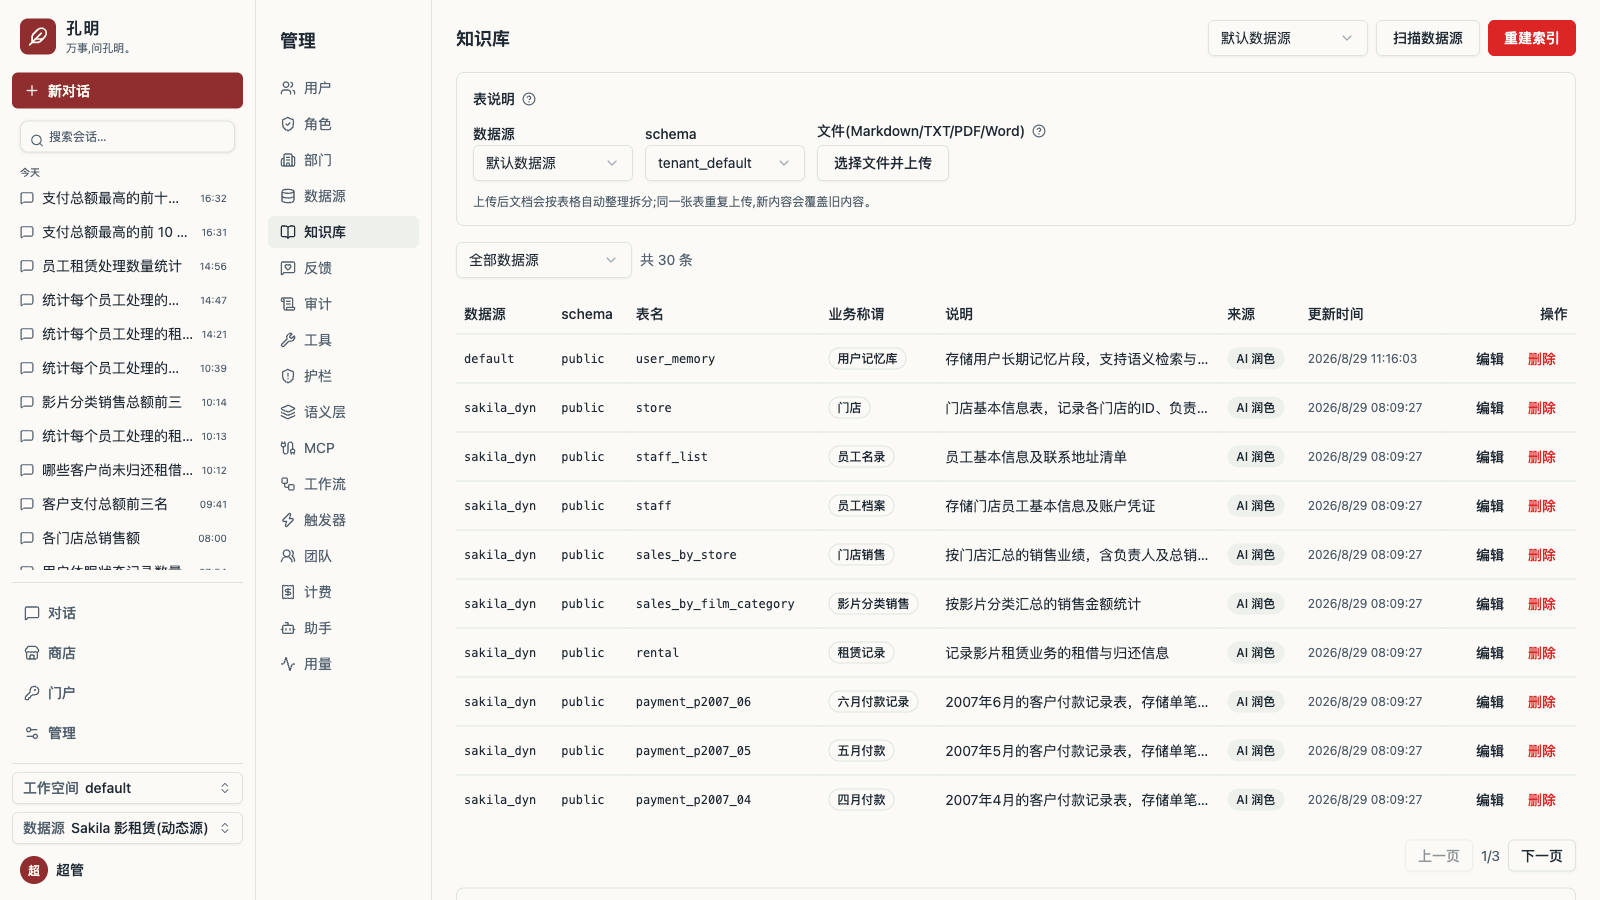 孔明
万事,问孔明。
新对话
搜索会话...
今天
支付总额最高的前十... 16:32
支付总额最高的前 10 ... 16:31
员工租赁处理数量统计 14:56
统计每个员工处理的... 14:47
统计每个员工处理的租... 14:21
统计每个员工处理的... 10:39
影片分类销售总额前三 10:14
统计每个员工处理的租... 10:13
哪些客户尚未归还租借... 10:12
客户支付总额前三名 09:41
各门店总销售额 08:00
对话
商店
门户
管理
工作空间 default
数据源 Sakila 影租赁(动态源)
超 超管
管理
用户
角色
部门
数据源
知识库
反馈
审计
工具
护栏
语义层
MCP
工作流
触发器
团队
计费
助手
用量
知识库
默认数据源 扫描数据源 重建索引
表说明
数据源 schema 文件(Markdown/TXT/PDF/Word)
默认数据源 tenant_default 选择文件并上传
上传后文档会按表格自动整理拆分;同一张表重复上传,新内容会覆盖旧内容。
全部数据源 共 30 条
数据源 schema 表名 业务称谓 说明 来源 更新时间 操作
default public user_memory 用户记忆库 存储用户长期记忆片段，支持语义检索与... AI 润色 2026/8/29 11:16:03 编辑 删除
sakila_dyn public store 门店 门店基本信息表，记录各门店的ID、负责... AI 润色 2026/8/29 08:09:27 编辑 删除
sakila_dyn public staff_list 员工名录 员工基本信息及联系地址清单 AI 润色 2026/8/29 08:09:27 编辑 删除
sakila_dyn public staff 员工档案 存储门店员工基本信息及账户凭证 AI 润色 2026/8/29 08:09:27 编辑 删除
sakila_dyn public sales_by_store 门店销售 按门店汇总的销售业绩，含负责人及总销... AI 润色 2026/8/29 08:09:27 编辑 删除
sakila_dyn public sales_by_film_category 影片分类销售 按影片分类汇总的销售金额统计 AI 润色 2026/8/29 08:09:27 编辑 删除
sakila_dyn public rental 租赁记录 记录影片租赁业务的租借与归还信息 AI 润色 2026/8/29 08:09:27 编辑 删除
sakila_dyn public payment_p2007_06 六月付款记录 2007年6月的客户付款记录表，存储单笔... AI 润色 2026/8/29 08:09:27 编辑 删除
sakila_dyn public payment_p2007_05 五月付款 2007年5月的客户付款记录表，存储单笔... AI 润色 2026/8/29 08:09:27 编辑 删除
sakila_dyn public payment_p2007_04 四月付款 2007年4月的客户付款记录表，存储单笔... AI 润色 2026/8/29 08:09:27 编辑 删除
上一页 1/3 下一页